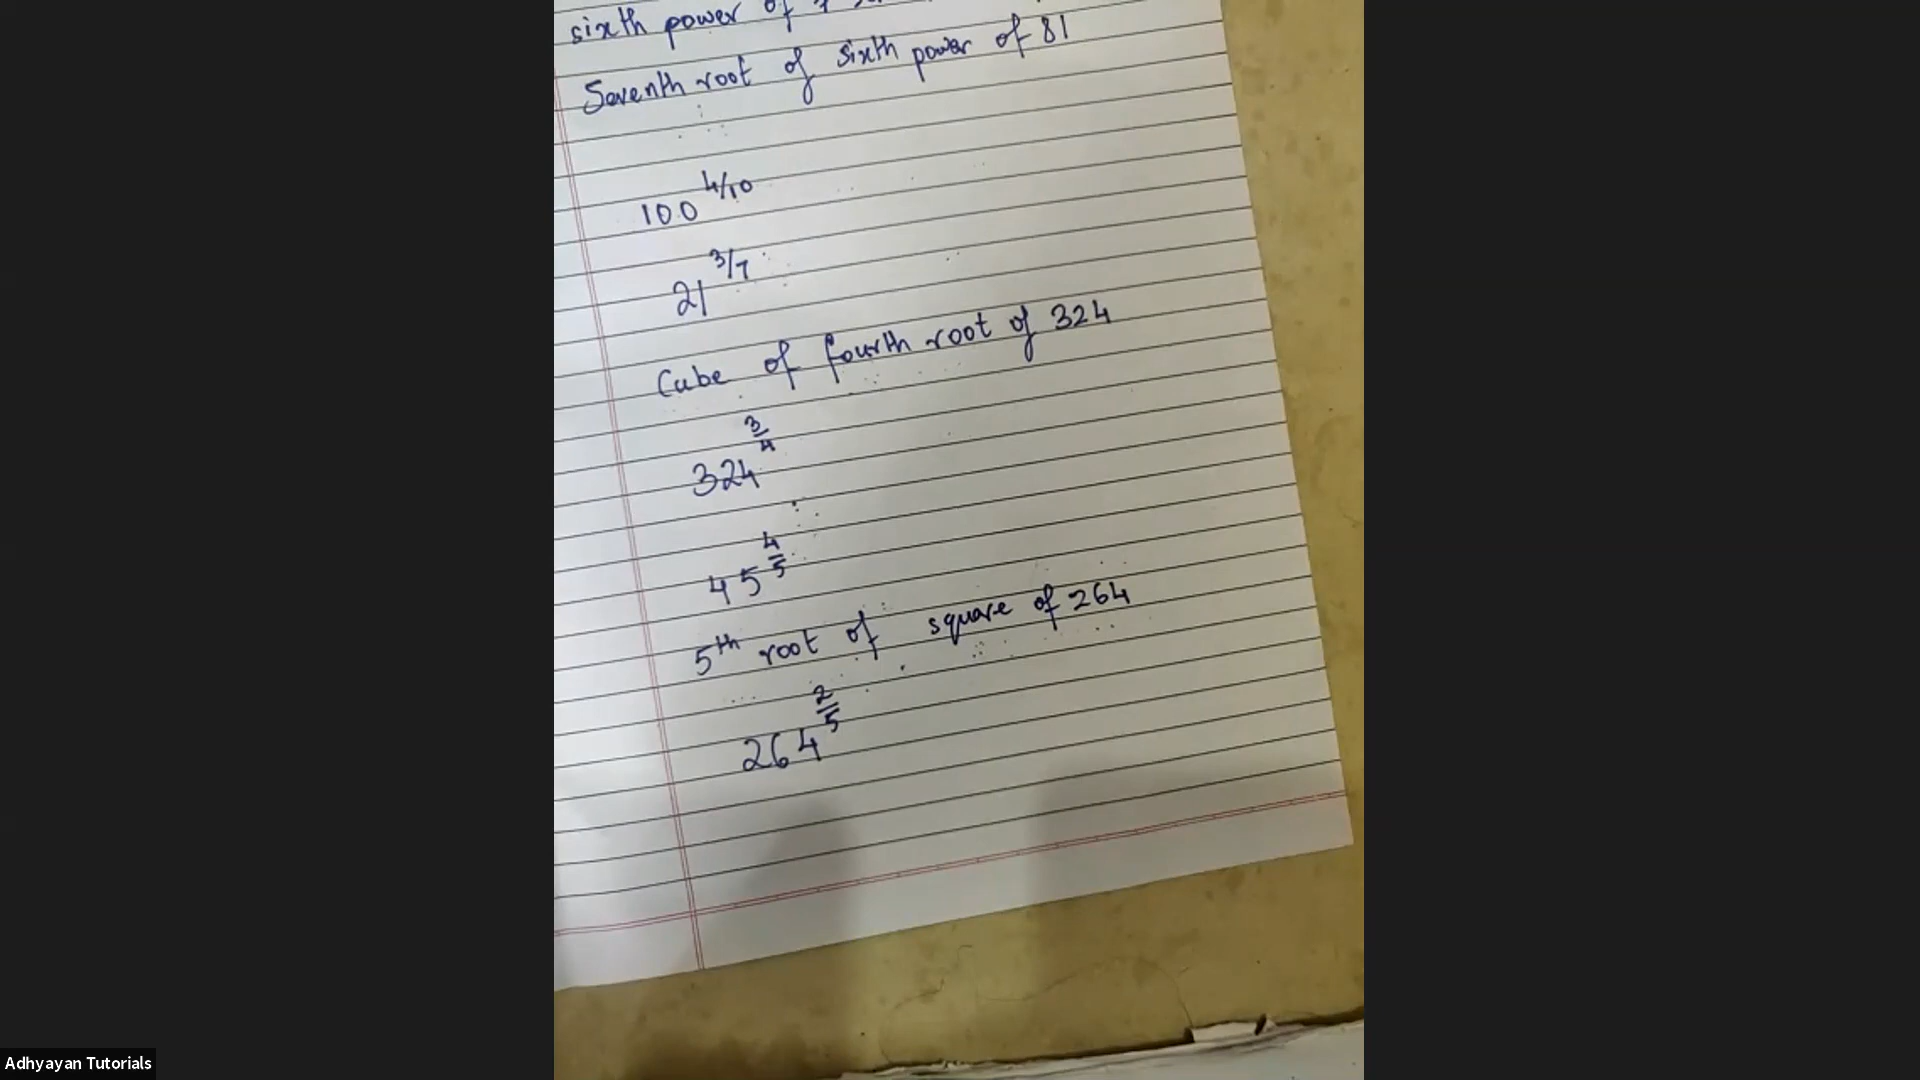 sixth power of 7
Seventh root of sixth power of 81
100^4/10
21^3/7
Cube of fourth root of 324
324^3/4
45^4/5
5th root of square of 264
264^2/5
Adhyayan Tutorials